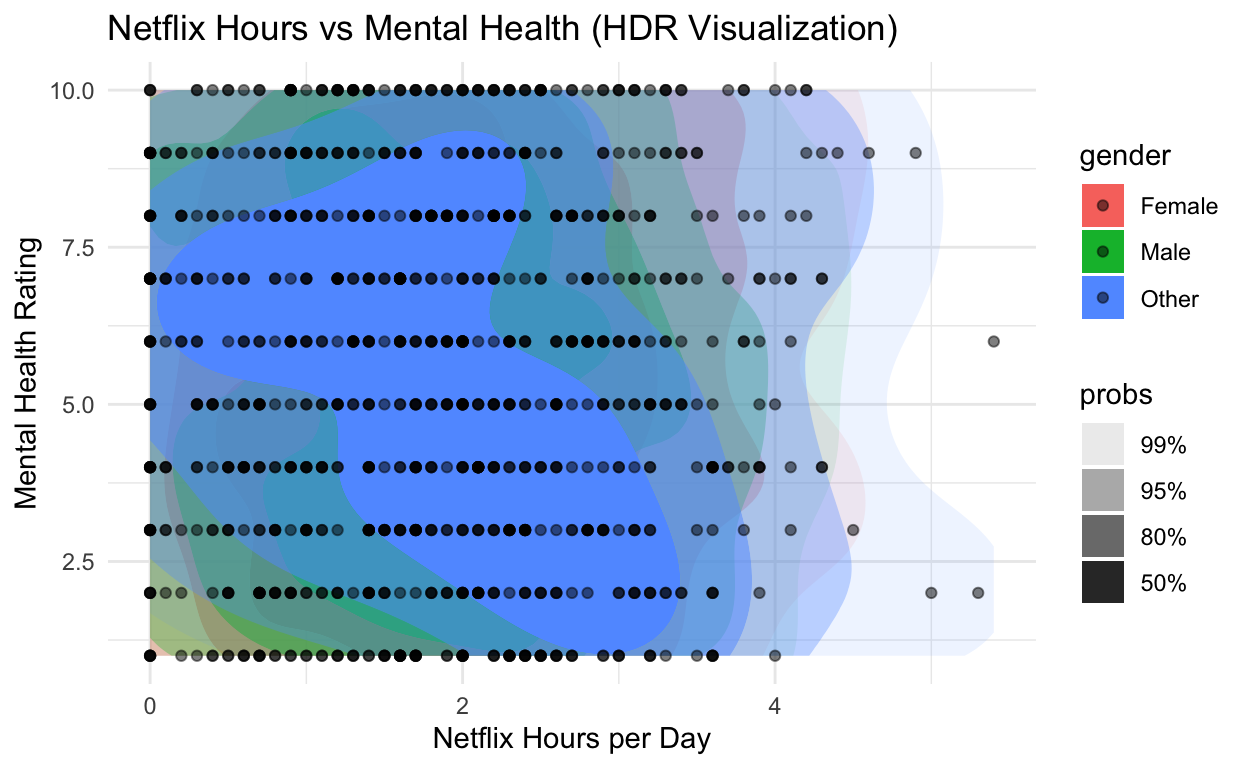 Netflix Hours vs Mental Health (HDR Visualization)
Mental Health Rating
10.0
7.5
5.0
2.5
0
2
4
Netflix Hours per Day
gender
Female
Male
Other
probs
99%
95%
80%
50%